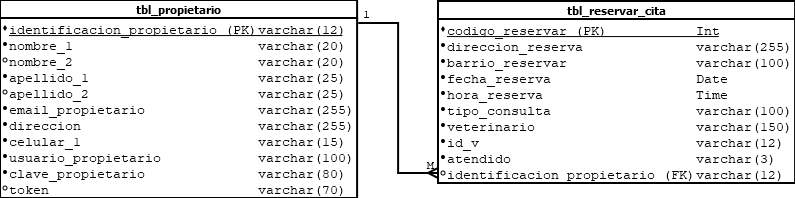 tbl_propietario
identificacion_propietario (PK) varchar(12)
nombre_1 varchar(20)
nombre_2 varchar(20)
apellido_1 varchar(25)
apellido_2 varchar(25)
email_propietario varchar(255)
direccion varchar(255)
celular_1 varchar(15)
usuario_propietario varchar(100)
clave_propietario varchar(80)
token varchar(70)
1
M
tbl_reservar_cita
codigo_reservar (PK) Int
direccion_reserva varchar(255)
barrio_reservar varchar(100)
fecha_reserva Date
hora_reserva Time
tipo_consulta varchar(100)
veterinario varchar(150)
id_v varchar(12)
atendido varchar(3)
identificacion_propietario (FK) varchar(12)